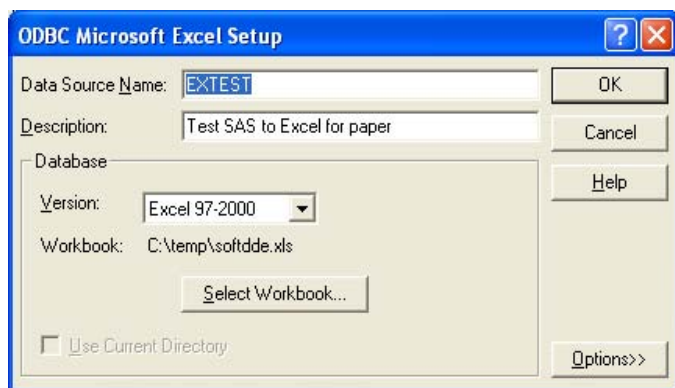 ODBC Microsoft Excel Setup
Data Source Name: EXTEST
OK
Description: Test SAS to Excel for paper
Cancel
Database
Help
Version: Excel 97-2000
Workbook: C:\temp\softdde.xls
Select Workbook...
Use Current Directory
Options>>